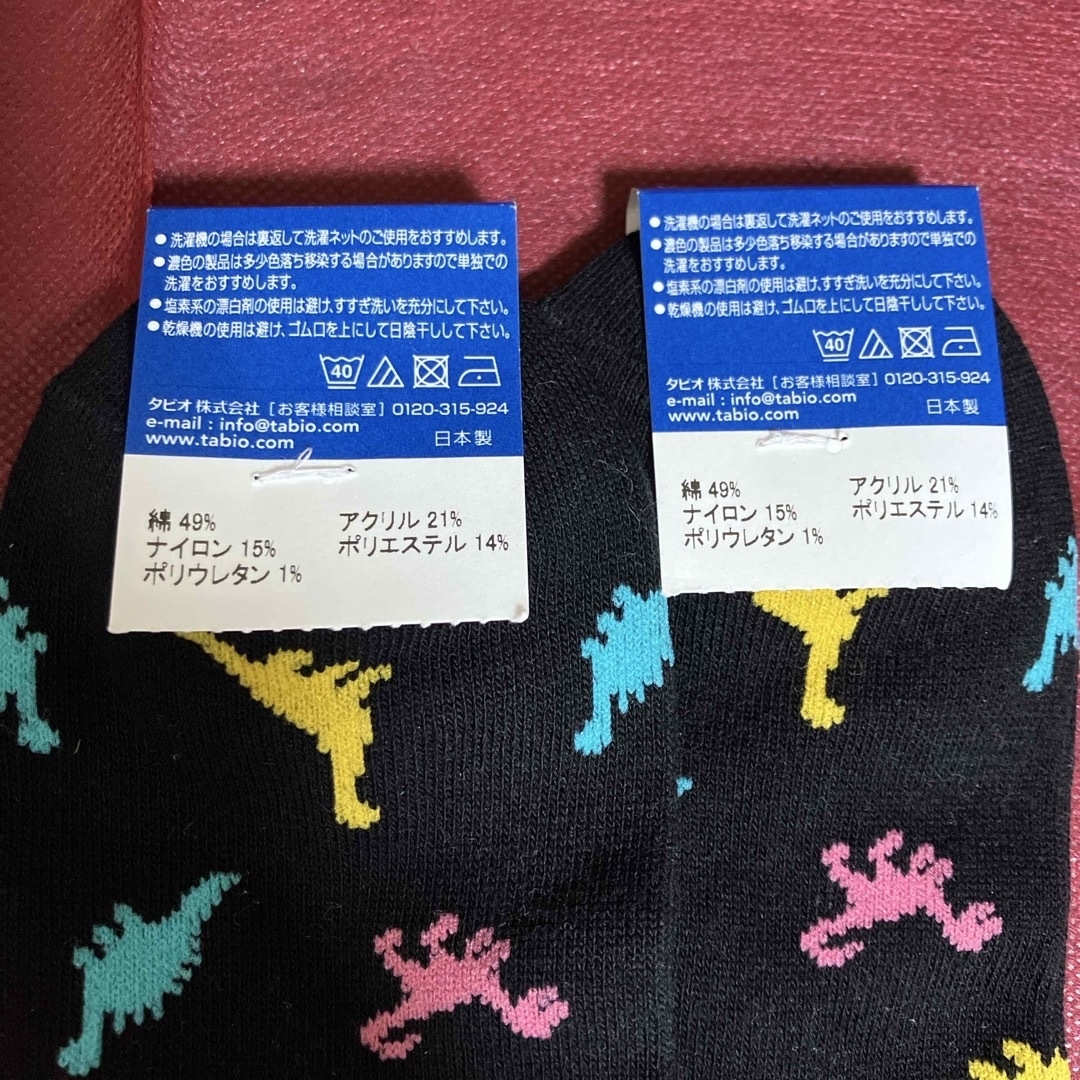 ● 洗濯機の場合は裏返して洗濯ネットのご使用をおすすめします。
● 濃色の製品は多少色落ち移染する場合がありますので単独での
洗濯をおすすめします。
● 塩素系の漂白剤の使用は避け、すすぎ洗いを充分にして下さい。
● 乾燥機の使用は避け、ゴム口を上にして日陰干しして下さい。
40
タビオ株式会社 [お客様相談室] 0120-315-924
e-mail : info@tabio.com
www.tabio.com 日本製
綿 49% アクリル 21%
ナイロン 15% ポリエステル 14%
ポリウレタン 1%
● 洗濯機の場合は裏返して洗濯ネットのご使用をおすすめします。
● 濃色の製品は多少色落ち移染する場合がありますので単独での
洗濯をおすすめします。
● 塩素系の漂白剤の使用は避け、すすぎ洗いを充分にして下さい。
● 乾燥機の使用は避け、ゴム口を上にして日陰干しして下さい。
40
タビオ株式会社 [お客様相談室] 0120-315-924
e-mail : info@tabio.com
www.tabio.com 日本製
綿 49% アクリル 21%
ナイロン 15% ポリエステル 14%
ポリウレタン 1%